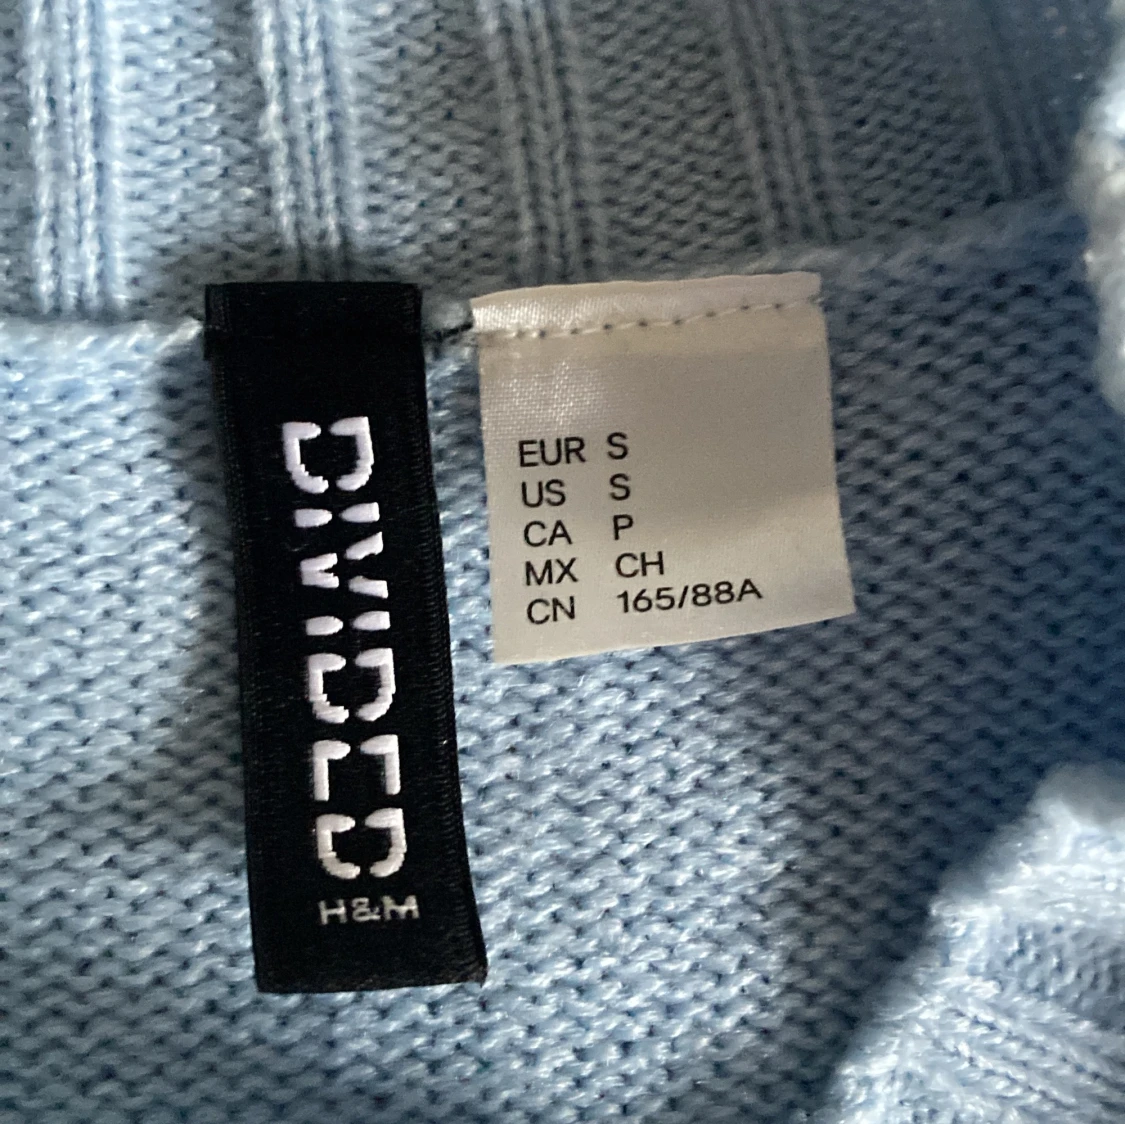 DIVIDED
H&M
EUR S
US S
CA P
MX CH
CN 165/88A